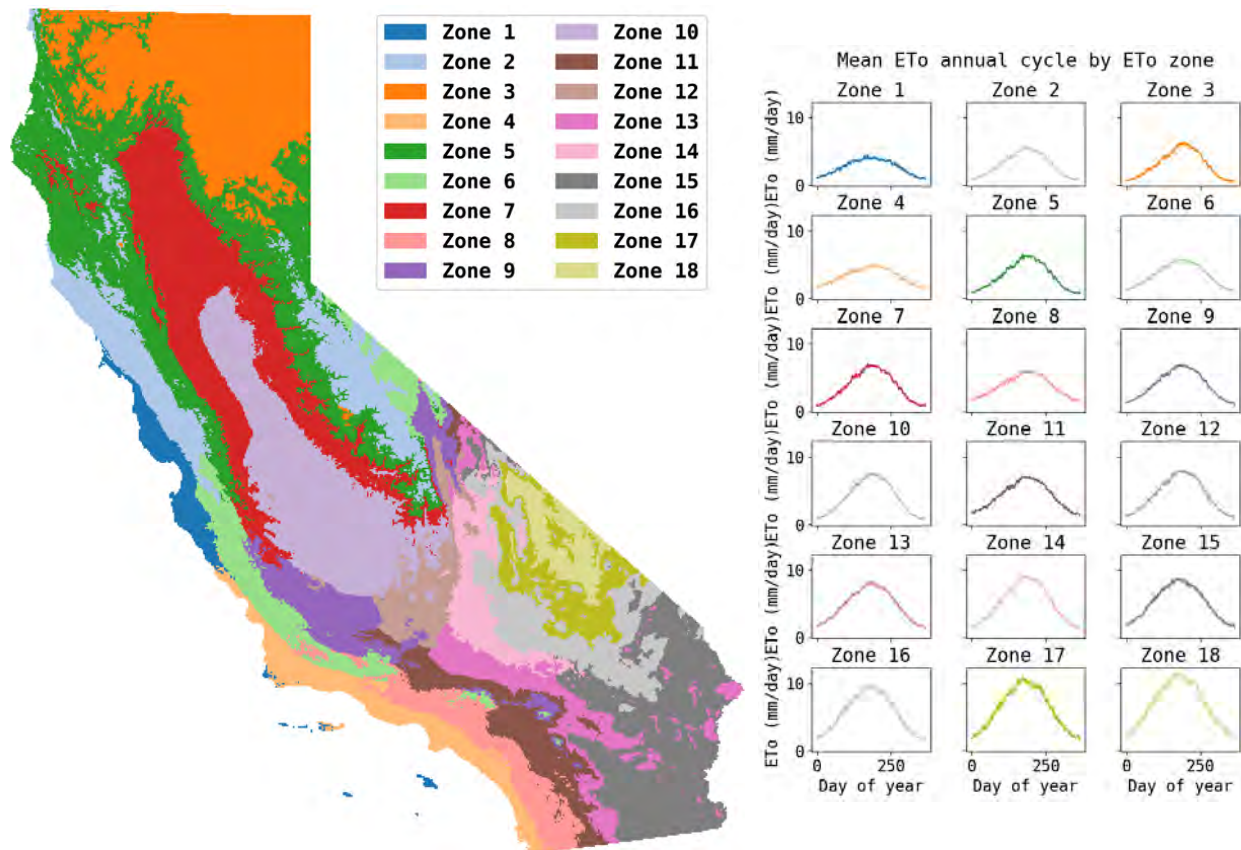 Zone 1
Zone 2
Zone 3
Zone 4
Zone 5
Zone 6
Zone 7
Zone 8
Zone 9
Zone 10
Zone 11
Zone 12
Zone 13
Zone 14
Zone 15
Zone 16
Zone 17
Zone 18
Mean ETo annual cycle by ETo zone
Zone 1 Zone 2 Zone 3
ETo (mm/day)
10
0
Zone 4 Zone 5 Zone 6
ETo (mm/day)
10
0
Zone 7 Zone 8 Zone 9
ETo (mm/day)
10
0
Zone 10 Zone 11 Zone 12
ETo (mm/day)
10
0
Zone 13 Zone 14 Zone 15
ETo (mm/day)
10
0
Zone 16 Zone 17 Zone 18
ETo (mm/day)
10
0
0 250 0 250 0 250
Day of year Day of year Day of year